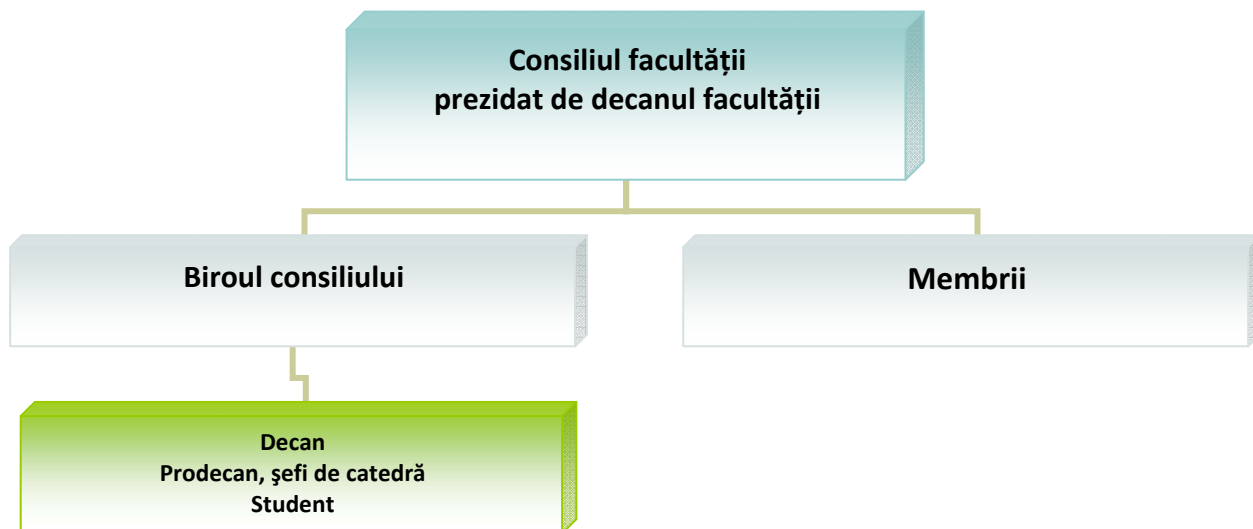 Consiliul facultății
prezidat de decanul facultății
Biroul consiliului
Membrii
Decan
Prodecan, şefi de catedră
Student